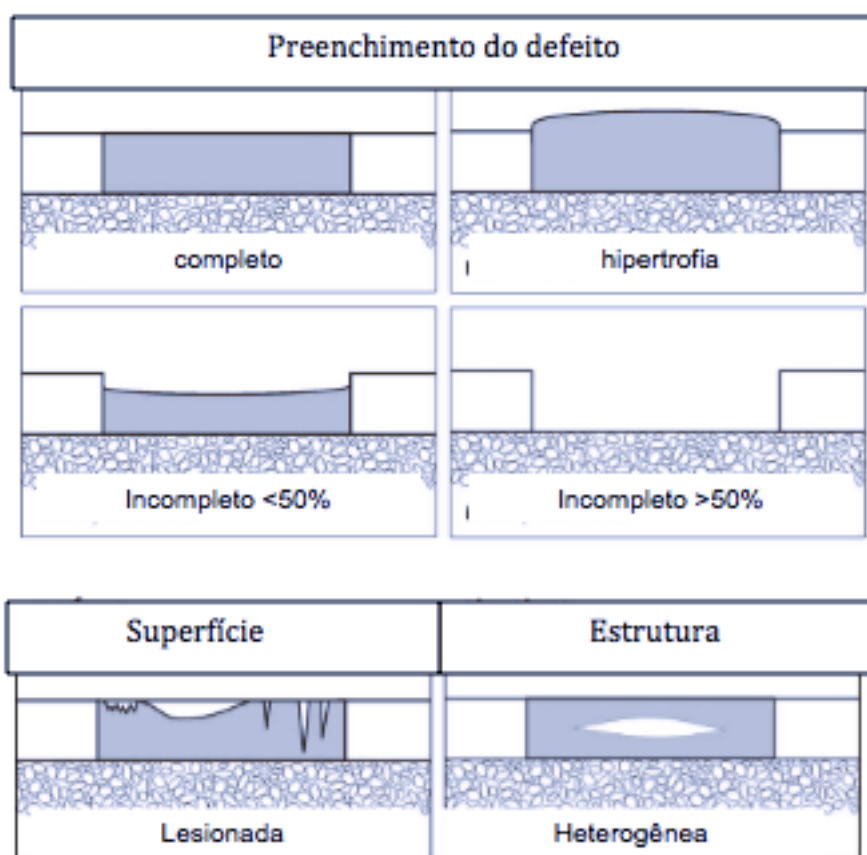 Preenchimento do defeito
completo
hipertrofia
Incompleto <50%
Incompleto >50%
Superfície
Estrutura
Lesionada
Heterogênea